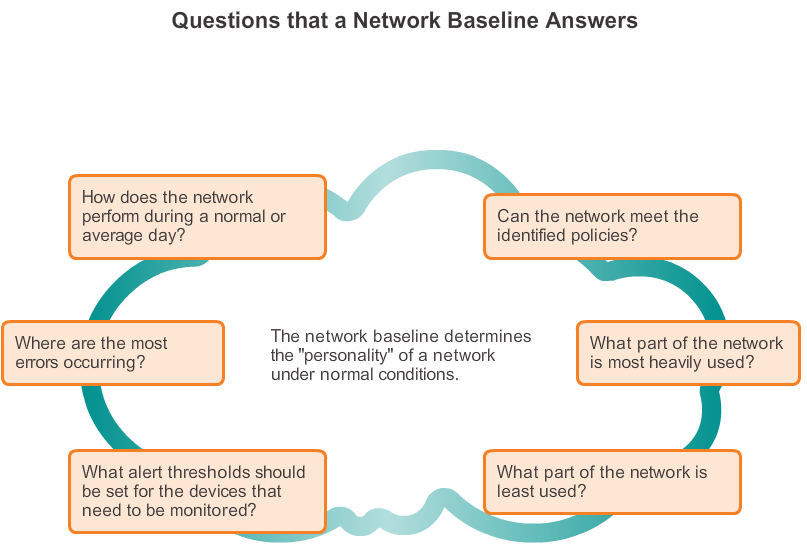 Questions that a Network Baseline Answers
How does the network
perform during a normal or
average day?
Can the network meet the
identified policies?
Where are the most
errors occurring?
The network baseline determines
the "personality" of a network
under normal conditions.
What part of the network
is most heavily used?
What alert thresholds should
be set for the devices that
need to be monitored?
What part of the network is
least used?